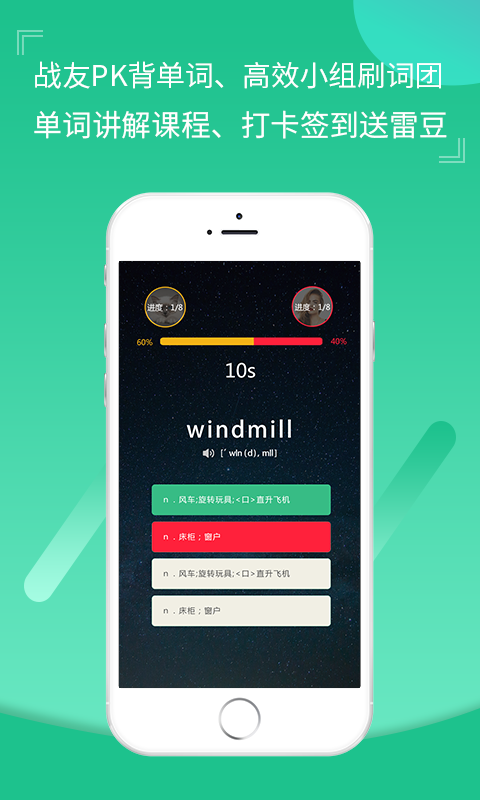 战友PK背单词、高效小组刷词团
单词讲解课程、打卡签到送雷豆
进度：1/8
进度：1/8
60%
40%
10s
windmill
[ˊwln(d),mll]
n．风车;旋转玩具;<口>直升飞机
n．床柜；窗户
n．风车;旋转玩具;<口>直升飞机
n．床柜；窗户